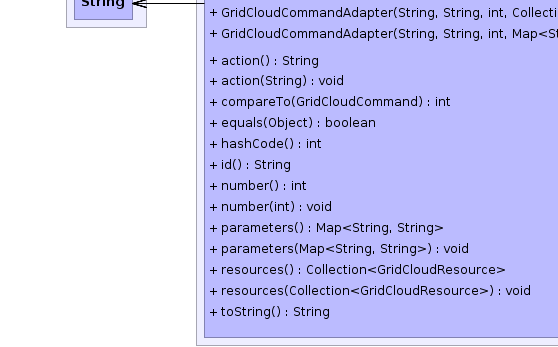 String
+ GridCloudCommandAdapter(String, String, int, Collecti
+ GridCloudCommandAdapter(String, String, int, Map<St
+ action() : String
+ action(String) : void
+ compareTo(GridCloudCommand) : int
+ equals(Object) : boolean
+ hashCode() : int
+ id() : String
+ number() : int
+ number(int) : void
+ parameters() : Map<String, String>
+ parameters(Map<String, String>) : void
+ resources() : Collection<GridCloudResource>
+ resources(Collection<GridCloudResource>) : void
+ toString() : String